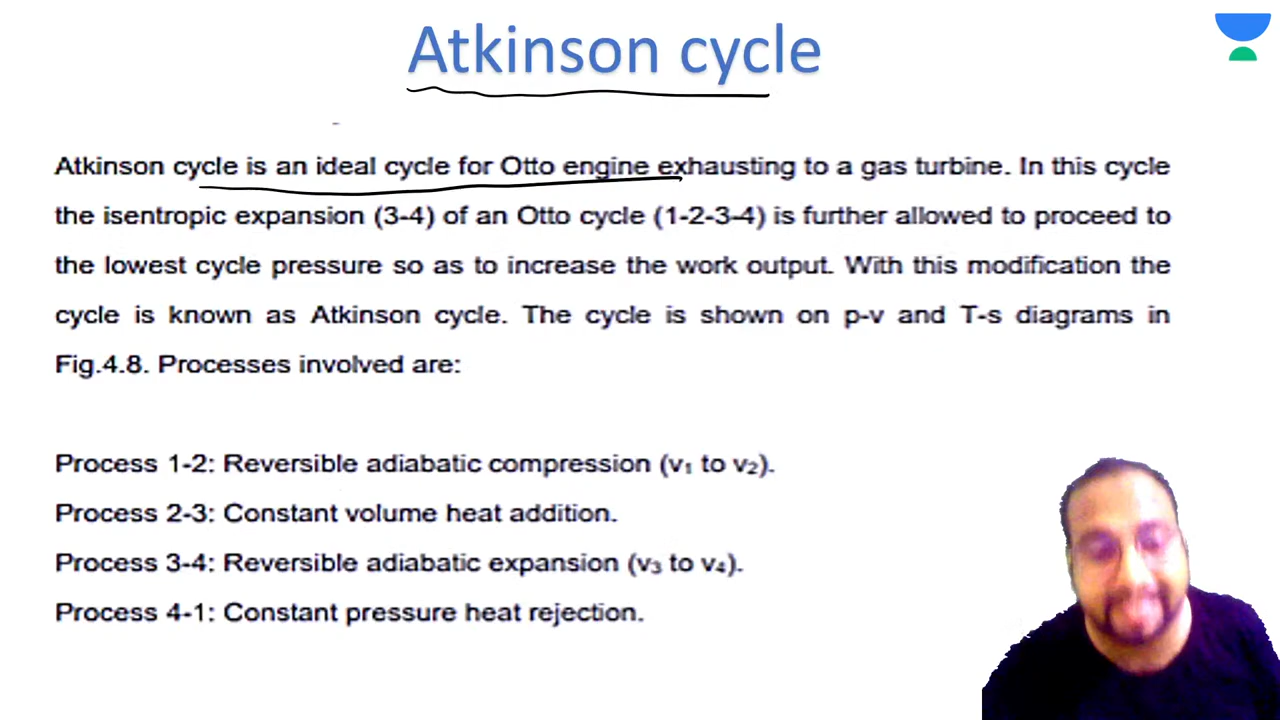 Atkinson cycle
Atkinson cycle is an ideal cycle for Otto engine exhausting to a gas turbine. In this cycle
the isentropic expansion (3-4) of an Otto cycle (1-2-3-4) is further allowed to proceed to
the lowest cycle pressure so as to increase the work output. With this modification the
cycle is known as Atkinson cycle. The cycle is shown on p-v and T-s diagrams in
Fig.4.8. Processes involved are:
Process 1-2: Reversible adiabatic compression (v₁ to v₂).
Process 2-3: Constant volume heat addition.
Process 3-4: Reversible adiabatic expansion (v₃ to v₄).
Process 4-1: Constant pressure heat rejection.